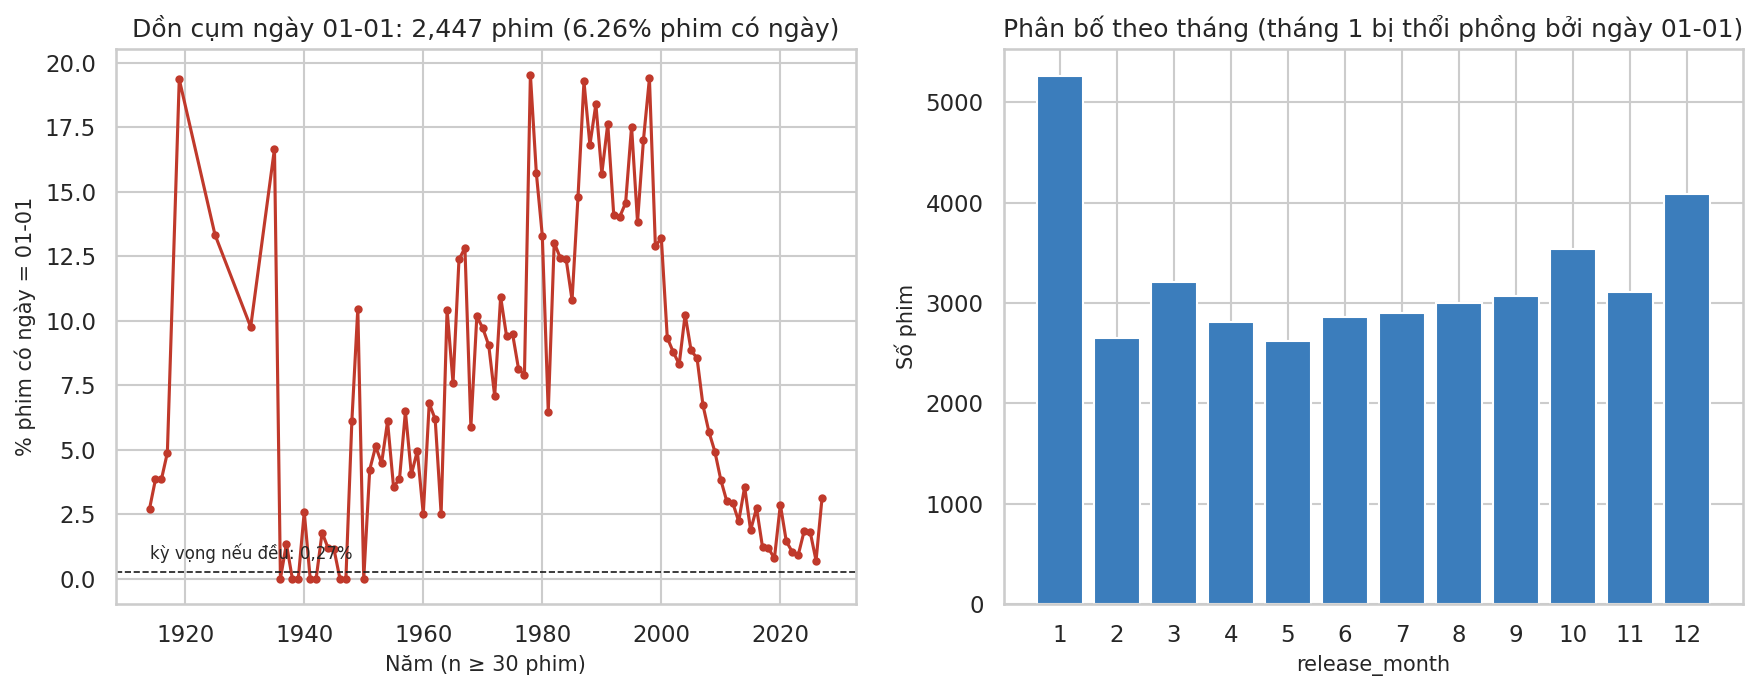 Dồn cụm ngày 01-01: 2,447 phim (6.26% phim có ngày)
% phim có ngày = 01-01
20.0
17.5
15.0
12.5
10.0
7.5
5.0
2.5
0.0
kỳ vọng nếu đều: 0,27%
1920 1940 1960 1980 2000 2020
Năm (n ≥ 30 phim)
Phân bố theo tháng (tháng 1 bị thổi phồng bởi ngày 01-01)
Số phim
5000
4000
3000
2000
1000
0
1 2 3 4 5 6 7 8 9 10 11 12
release_month